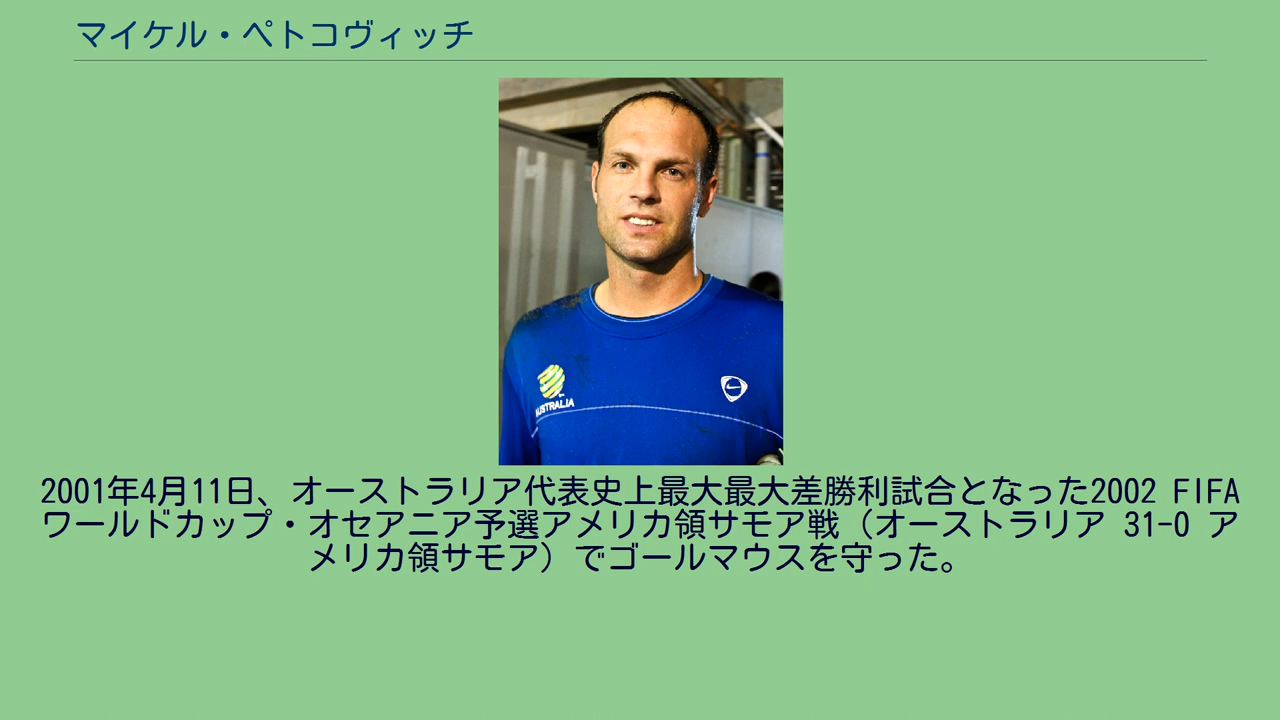 マイケル・ペトコヴィッチ
AUSTRALIA
2001年4月11日、オーストラリア代表史上最大最大差勝利試合となった2002 FIFA
ワールドカップ・オセアニア予選アメリカ領サモア戦（オーストラリア 31-0 ア
メリカ領サモア）でゴールマウスを守った。